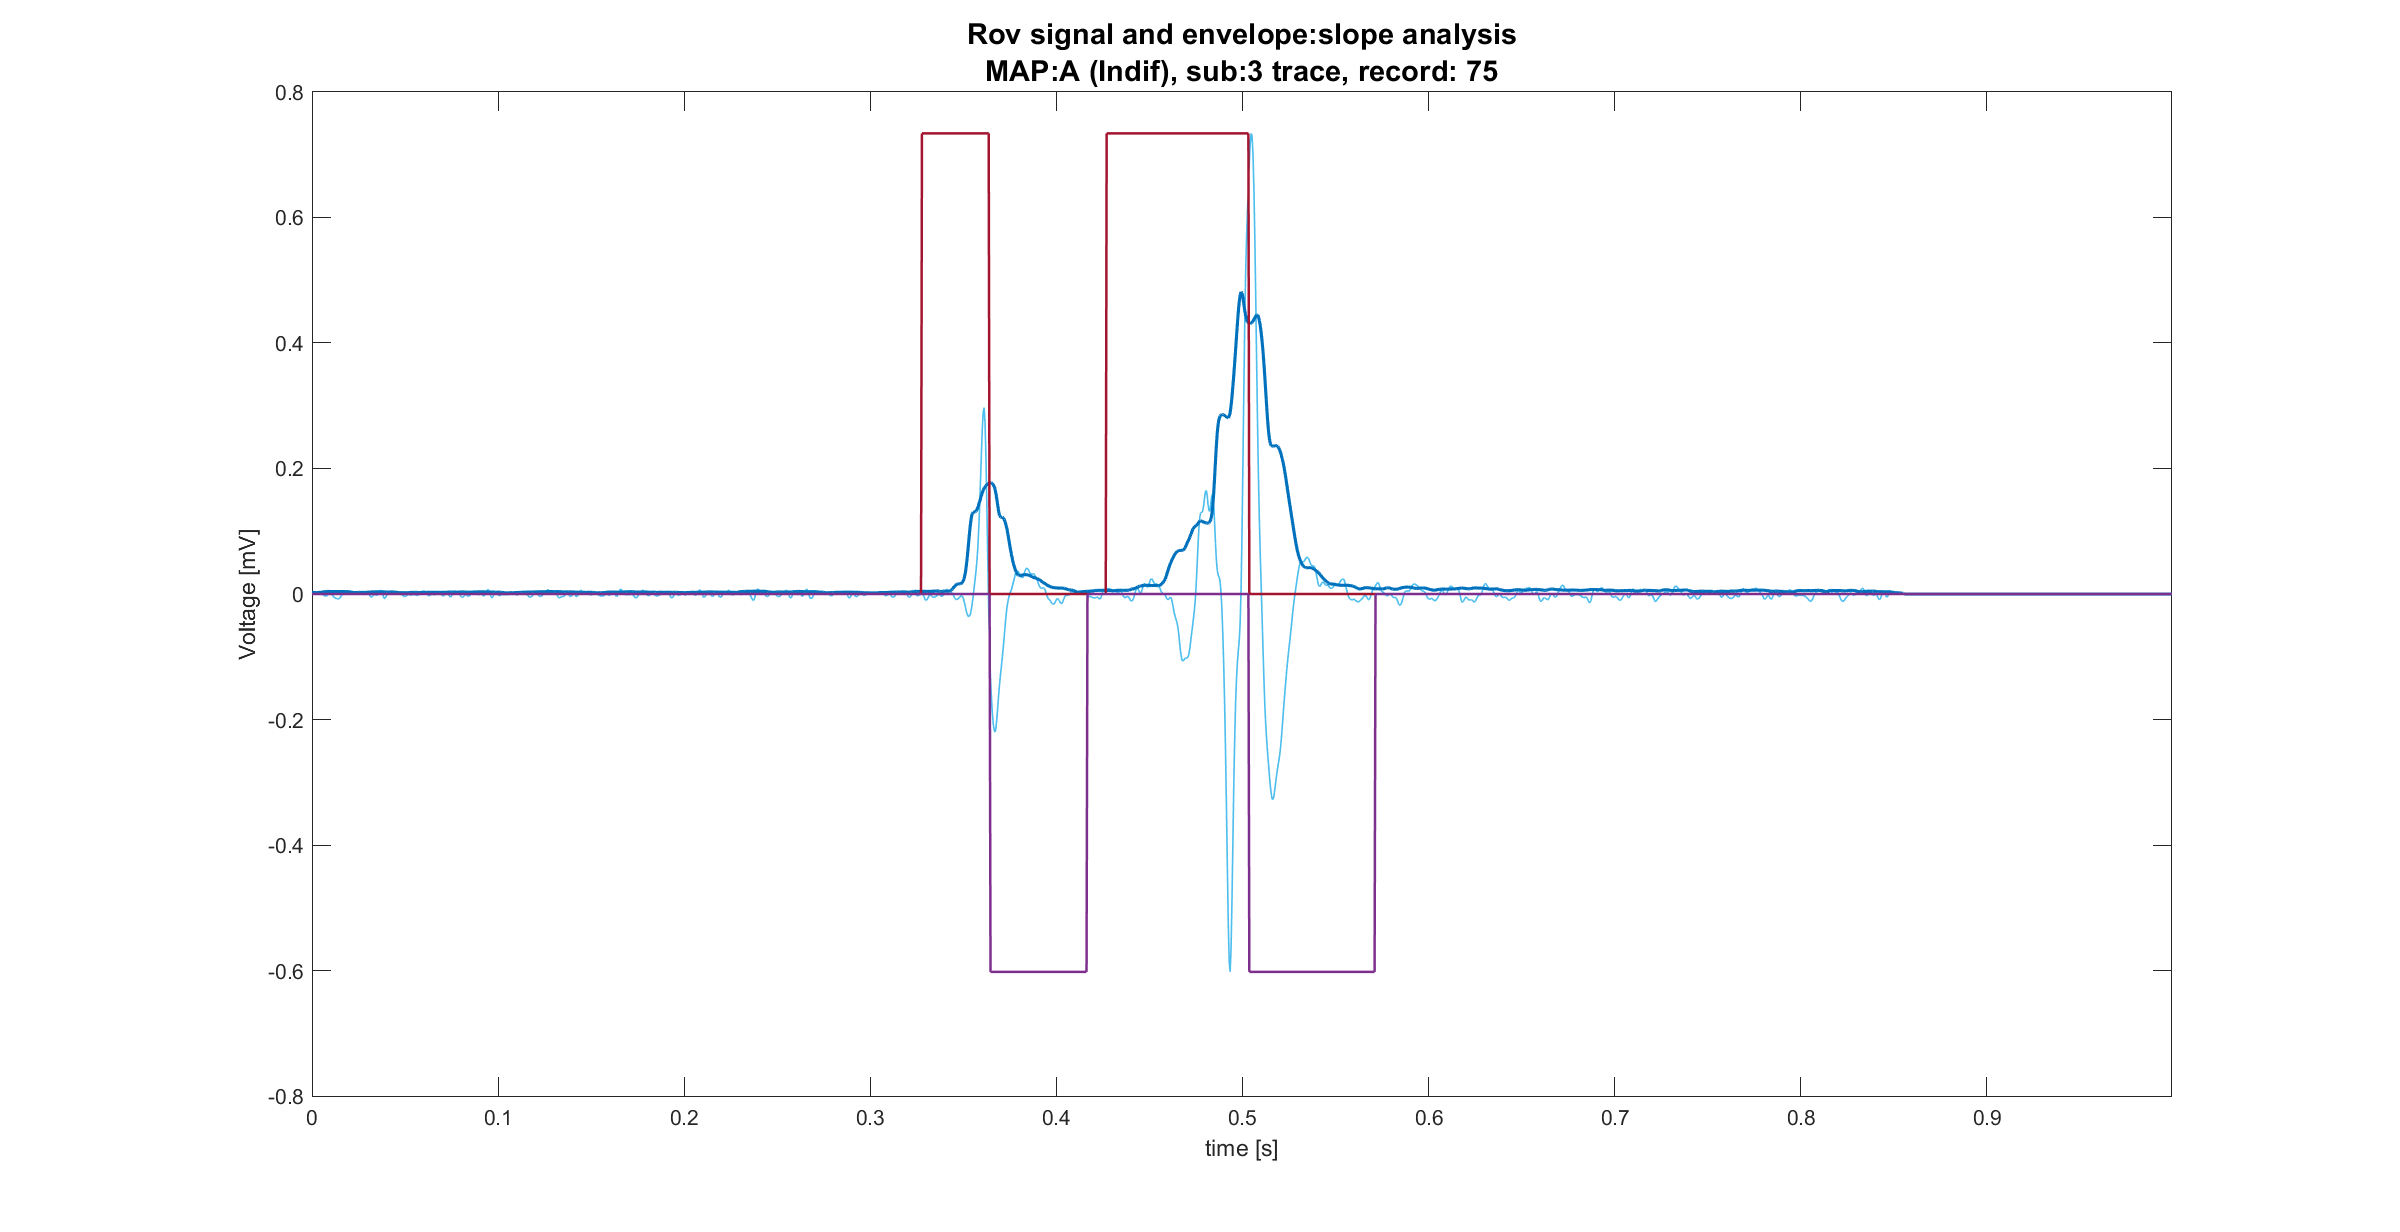 Rov signal and envelope:slope analysis
MAP:A (Indif), sub:3 trace, record: 75
0.8
0.6
0.4
0.2
0
-0.2
-0.4
-0.6
-0.8
Voltage [mV]
0 0.1 0.2 0.3 0.4 0.5 0.6 0.7 0.8 0.9
time [s]